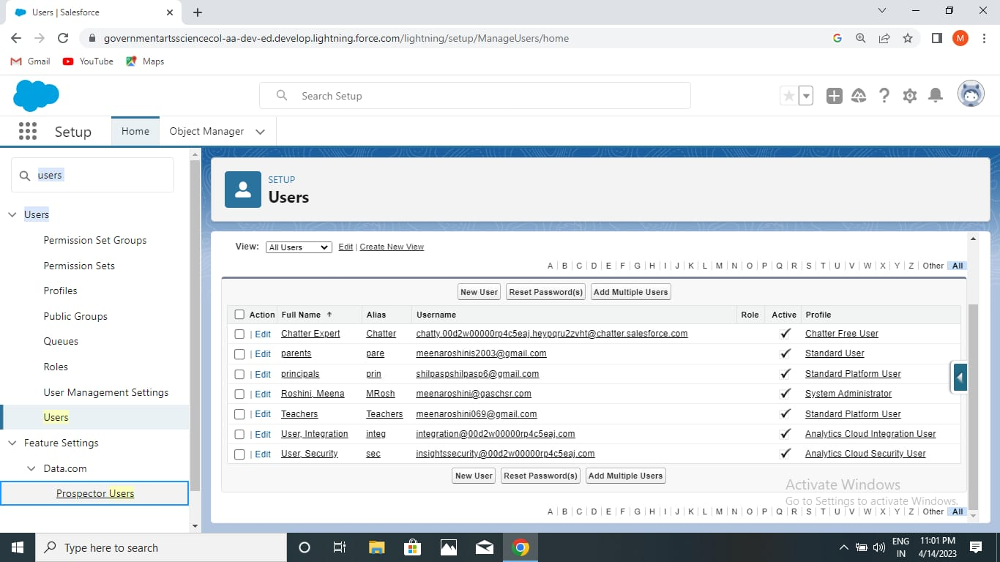 Users | Salesforce
governmentartssciencecol-aa-dev-ed.develop.lightning.force.com/lightning/setup/ManageUsers/home
M
Gmail YouTube Maps
Search Setup
Setup Home Object Manager
users
Users
Permission Set Groups
Permission Sets
Profiles
Public Groups
Queues
Roles
User Management Settings
Users
Feature Settings
Data.com
Prospector Users
SETUP
Users
View: All Users Edit | Create New View
A B C D E F G H I J K L M N O P Q R S T U V W X Y Z Other All
New User Reset Password(s) Add Multiple Users
Action Full Name Alias Username Role Active Profile
| Edit Chatter Expert Chatter chatty.00d2w00000rp4c5eaj.heypqru2zvht@chatter.salesforce.com Chatter Free User
| Edit parents pare meenaroshinis2003@gmail.com Standard User
| Edit principals prin shilpaspshilpasp6@gmail.com Standard Platform User
| Edit Roshini, Meena MRosh meenaroshini@gaschsr.com System Administrator
| Edit Teachers Teachers meenaroshini069@gmail.com Standard Platform User
| Edit User, Integration integ integration@00d2w00000rp4c5eaj.com Analytics Cloud Integration User
| Edit User, Security sec insightssecurity@00d2w00000rp4c5eaj.com Analytics Cloud Security User
New User Reset Password(s) Add Multiple Users
Activate Windows
Go to Settings to activate Windows.
A B C D E F G H I J K L M N O P Q R S T U V W X Y Z Other All
Type here to search
ENG
IN
11:01 PM
4/14/2023